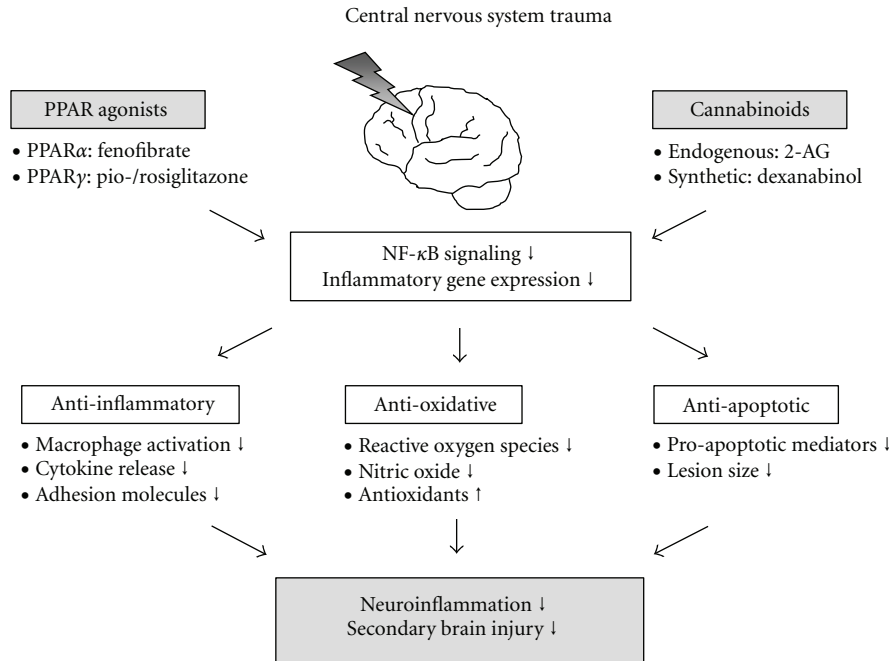 Central nervous system trauma
PPAR agonists
• PPARα: fenofibrate
• PPARγ: pio-/rosiglitazone
Cannabinoids
• Endogenous: 2-AG
• Synthetic: dexanabinol
NF-κB signaling ↓
Inflammatory gene expression ↓
Anti-inflammatory
• Macrophage activation ↓
• Cytokine release ↓
• Adhesion molecules ↓
Anti-oxidative
• Reactive oxygen species ↓
• Nitric oxide ↓
• Antioxidants ↑
Anti-apoptotic
• Pro-apoptotic mediators ↓
• Lesion size ↓
Neuroinflammation ↓
Secondary brain injury ↓